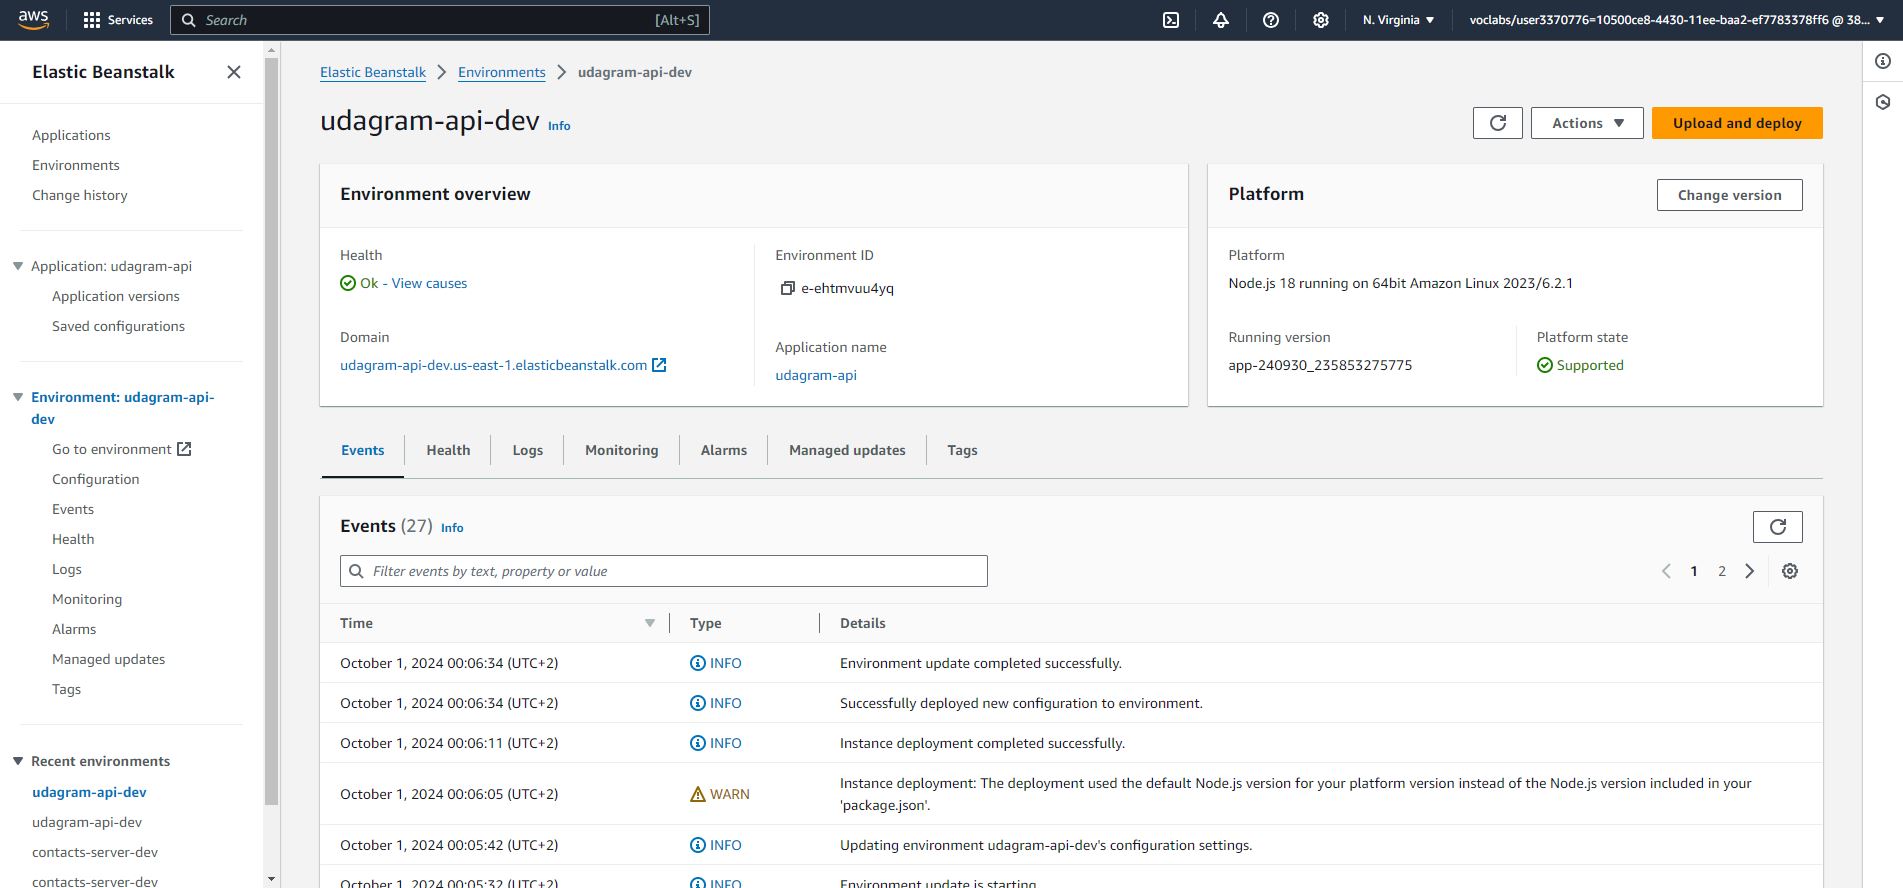 aws
Services
Search
[Alt+S]
N. Virginia
voclabs/user3370776=10500ce8-4430-11ee-baa2-ef7783378ff6 @ 38...
Elastic Beanstalk
Applications
Environments
Change history
Application: udagram-api
Application versions
Saved configurations
Environment: udagram-api-
dev
Go to environment
Configuration
Events
Health
Logs
Monitoring
Alarms
Managed updates
Tags
Recent environments
udagram-api-dev
udagram-api-dev
contacts-server-dev
contacts-server-dev
Elastic Beanstalk
Environments
udagram-api-dev
udagram-api-dev Info
Actions
Upload and deploy
Environment overview
Health
Ok - View causes
Domain
udagram-api-dev.us-east-1.elasticbeanstalk.com
Environment ID
e-ehtmvuu4yq
Application name
udagram-api
Platform
Change version
Platform
Node.js 18 running on 64bit Amazon Linux 2023/6.2.1
Running version
app-240930_235853275775
Platform state
Supported
Events
Health
Logs
Monitoring
Alarms
Managed updates
Tags
Events (27) Info
Filter events by text, property or value
1
2
Time
Type
Details
October 1, 2024 00:06:34 (UTC+2)
INFO
Environment update completed successfully.
October 1, 2024 00:06:34 (UTC+2)
INFO
Successfully deployed new configuration to environment.
October 1, 2024 00:06:11 (UTC+2)
INFO
Instance deployment completed successfully.
October 1, 2024 00:06:05 (UTC+2)
WARN
Instance deployment: The deployment used the default Node.js version for your platform version instead of the Node.js version included in your
'package.json'.
October 1, 2024 00:05:42 (UTC+2)
INFO
Updating environment udagram-api-dev's configuration settings.
October 1, 2024 00:05:32 (UTC+2)
INFO
Environment update is starting.